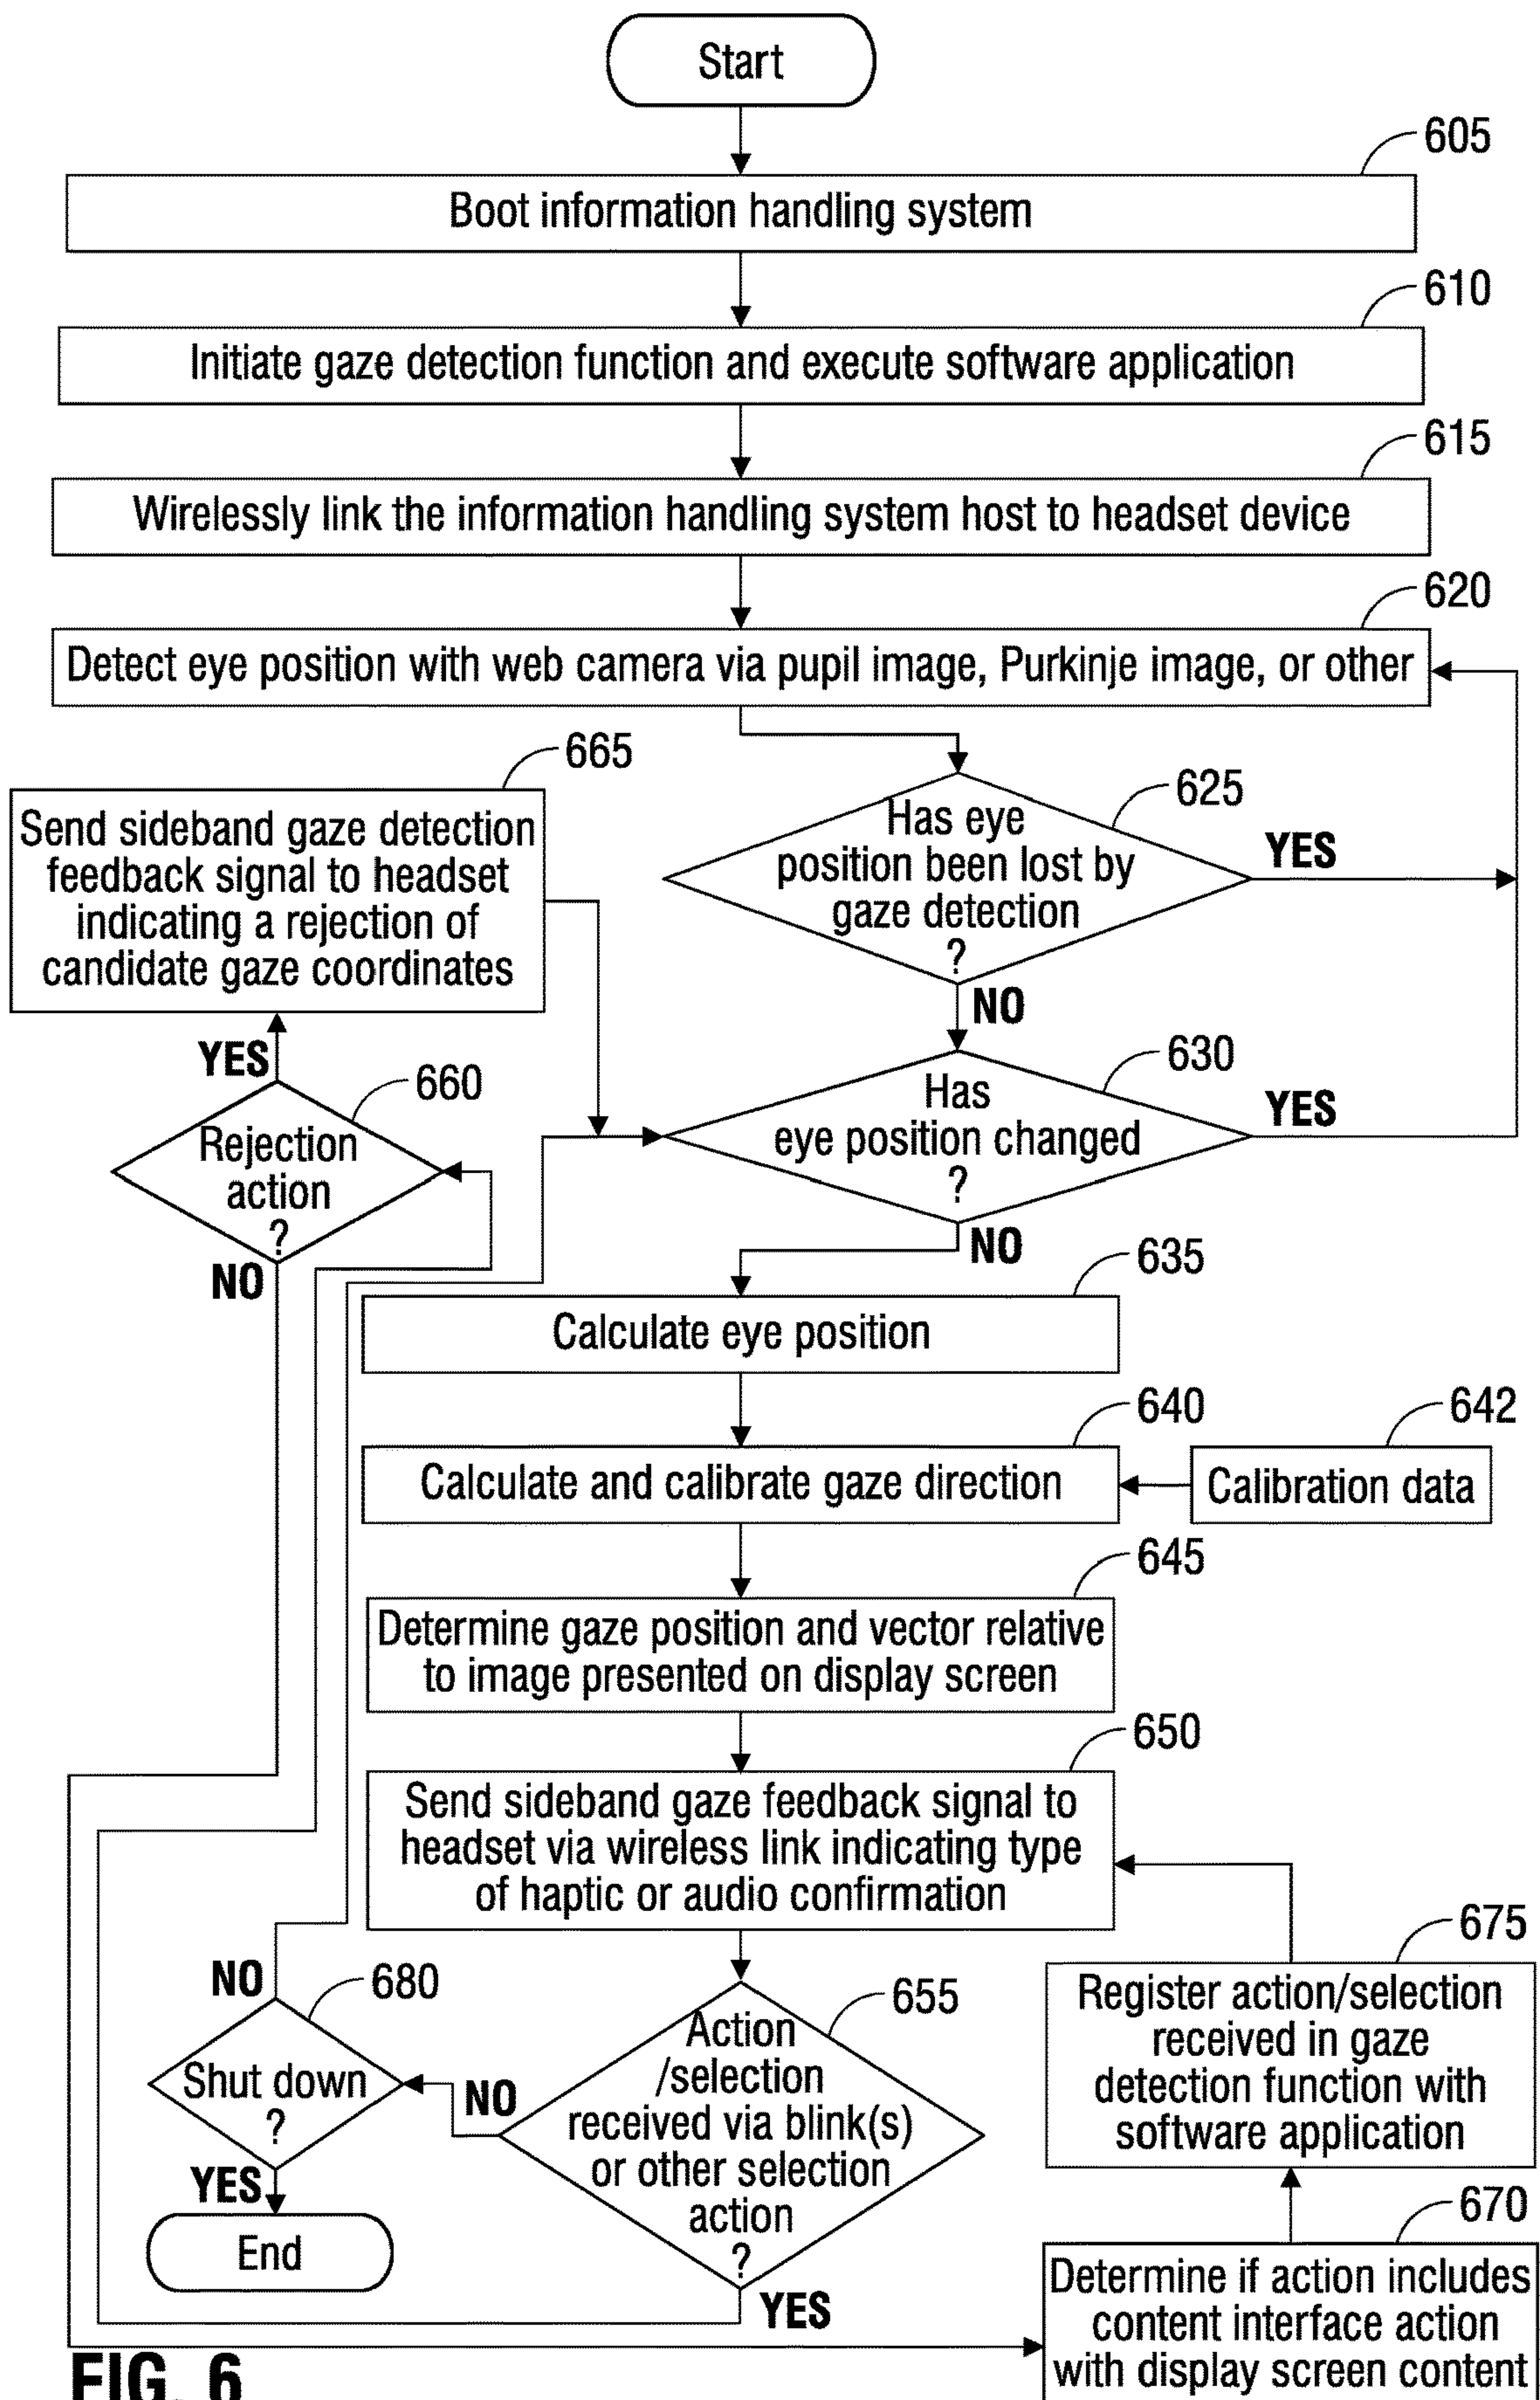 Start
605
Boot information handling system
610
Initiate gaze detection function and execute software application
615
Wirelessly link the information handling system host to headset device
620
Detect eye position with web camera via pupil image, Purkinje image, or other
665
Send sideband gaze detection
feedback signal to headset
indicating a rejection of
candidate gaze coordinates
625
Has eye
position been lost by
gaze detection
?
YES
NO
YES
660
Rejection
action
?
NO
630
Has
eye position changed
?
YES
NO
635
Calculate eye position
640
Calculate and calibrate gaze direction
642
Calibration data
645
Determine gaze position and vector relative
to image presented on display screen
650
Send sideband gaze feedback signal to
headset via wireless link indicating type
of haptic or audio confirmation
675
Register action/selection
received in gaze
detection function with
software application
NO
680
Shut down
?
YES
End
655
Action
/selection
received via blink(s)
or other selection
action
?
NO
YES
670
Determine if action includes
content interface action
with display screen content
FIG. 6